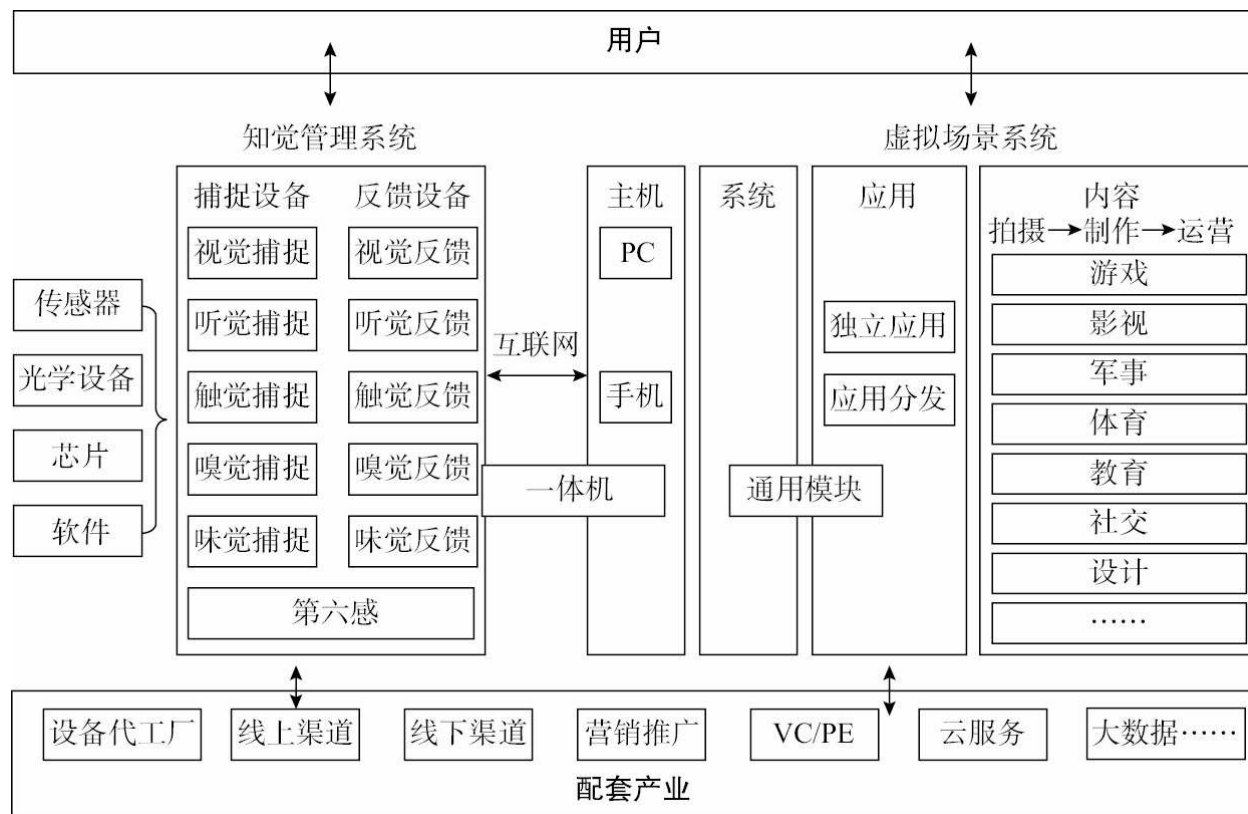 用户
知觉管理系统
虚拟场景系统
捕捉设备
反馈设备
视觉捕捉
视觉反馈
听觉捕捉
听觉反馈
触觉捕捉
触觉反馈
嗅觉捕捉
嗅觉反馈
味觉捕捉
味觉反馈
第六感
传感器
光学设备
芯片
软件
互联网
一体机
主机
PC
手机
系统
通用模块
应用
独立应用
应用分发
内容
拍摄→制作→运营
游戏
影视
军事
体育
教育
社交
设计
……
设备代工厂
线上渠道
线下渠道
营销推广
VC/PE
云服务
大数据……
配套产业